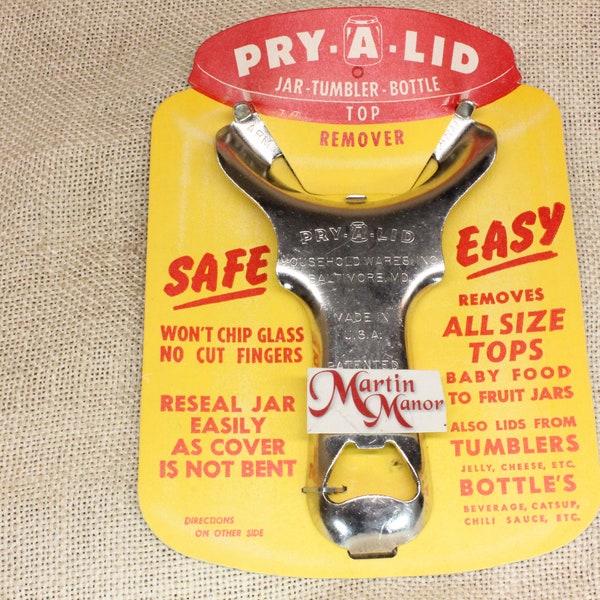 PRY·A·LID
JAR-TUMBLER-BOTTLE
TOP
REMOVER
ARM
ARM
PRY·A·LID
HOUSEHOLD WARES, INC.
BALTIMORE, MD.
MADE IN
U.S.A.
PATENTED
SAFE
WON'T CHIP GLASS
NO CUT FINGERS
RESEAL JAR
EASILY
AS COVER
IS NOT BENT
DIRECTIONS
ON OTHER SIDE
EASY
REMOVES
ALL SIZE
TOPS
BABY FOOD
TO FRUIT JARS
ALSO LIDS FROM
TUMBLERS
JELLY, CHEESE, ETC.
BOTTLE'S
BEVERAGE, CATSUP,
CHILI SAUCE, ETC.
Martin
Manor